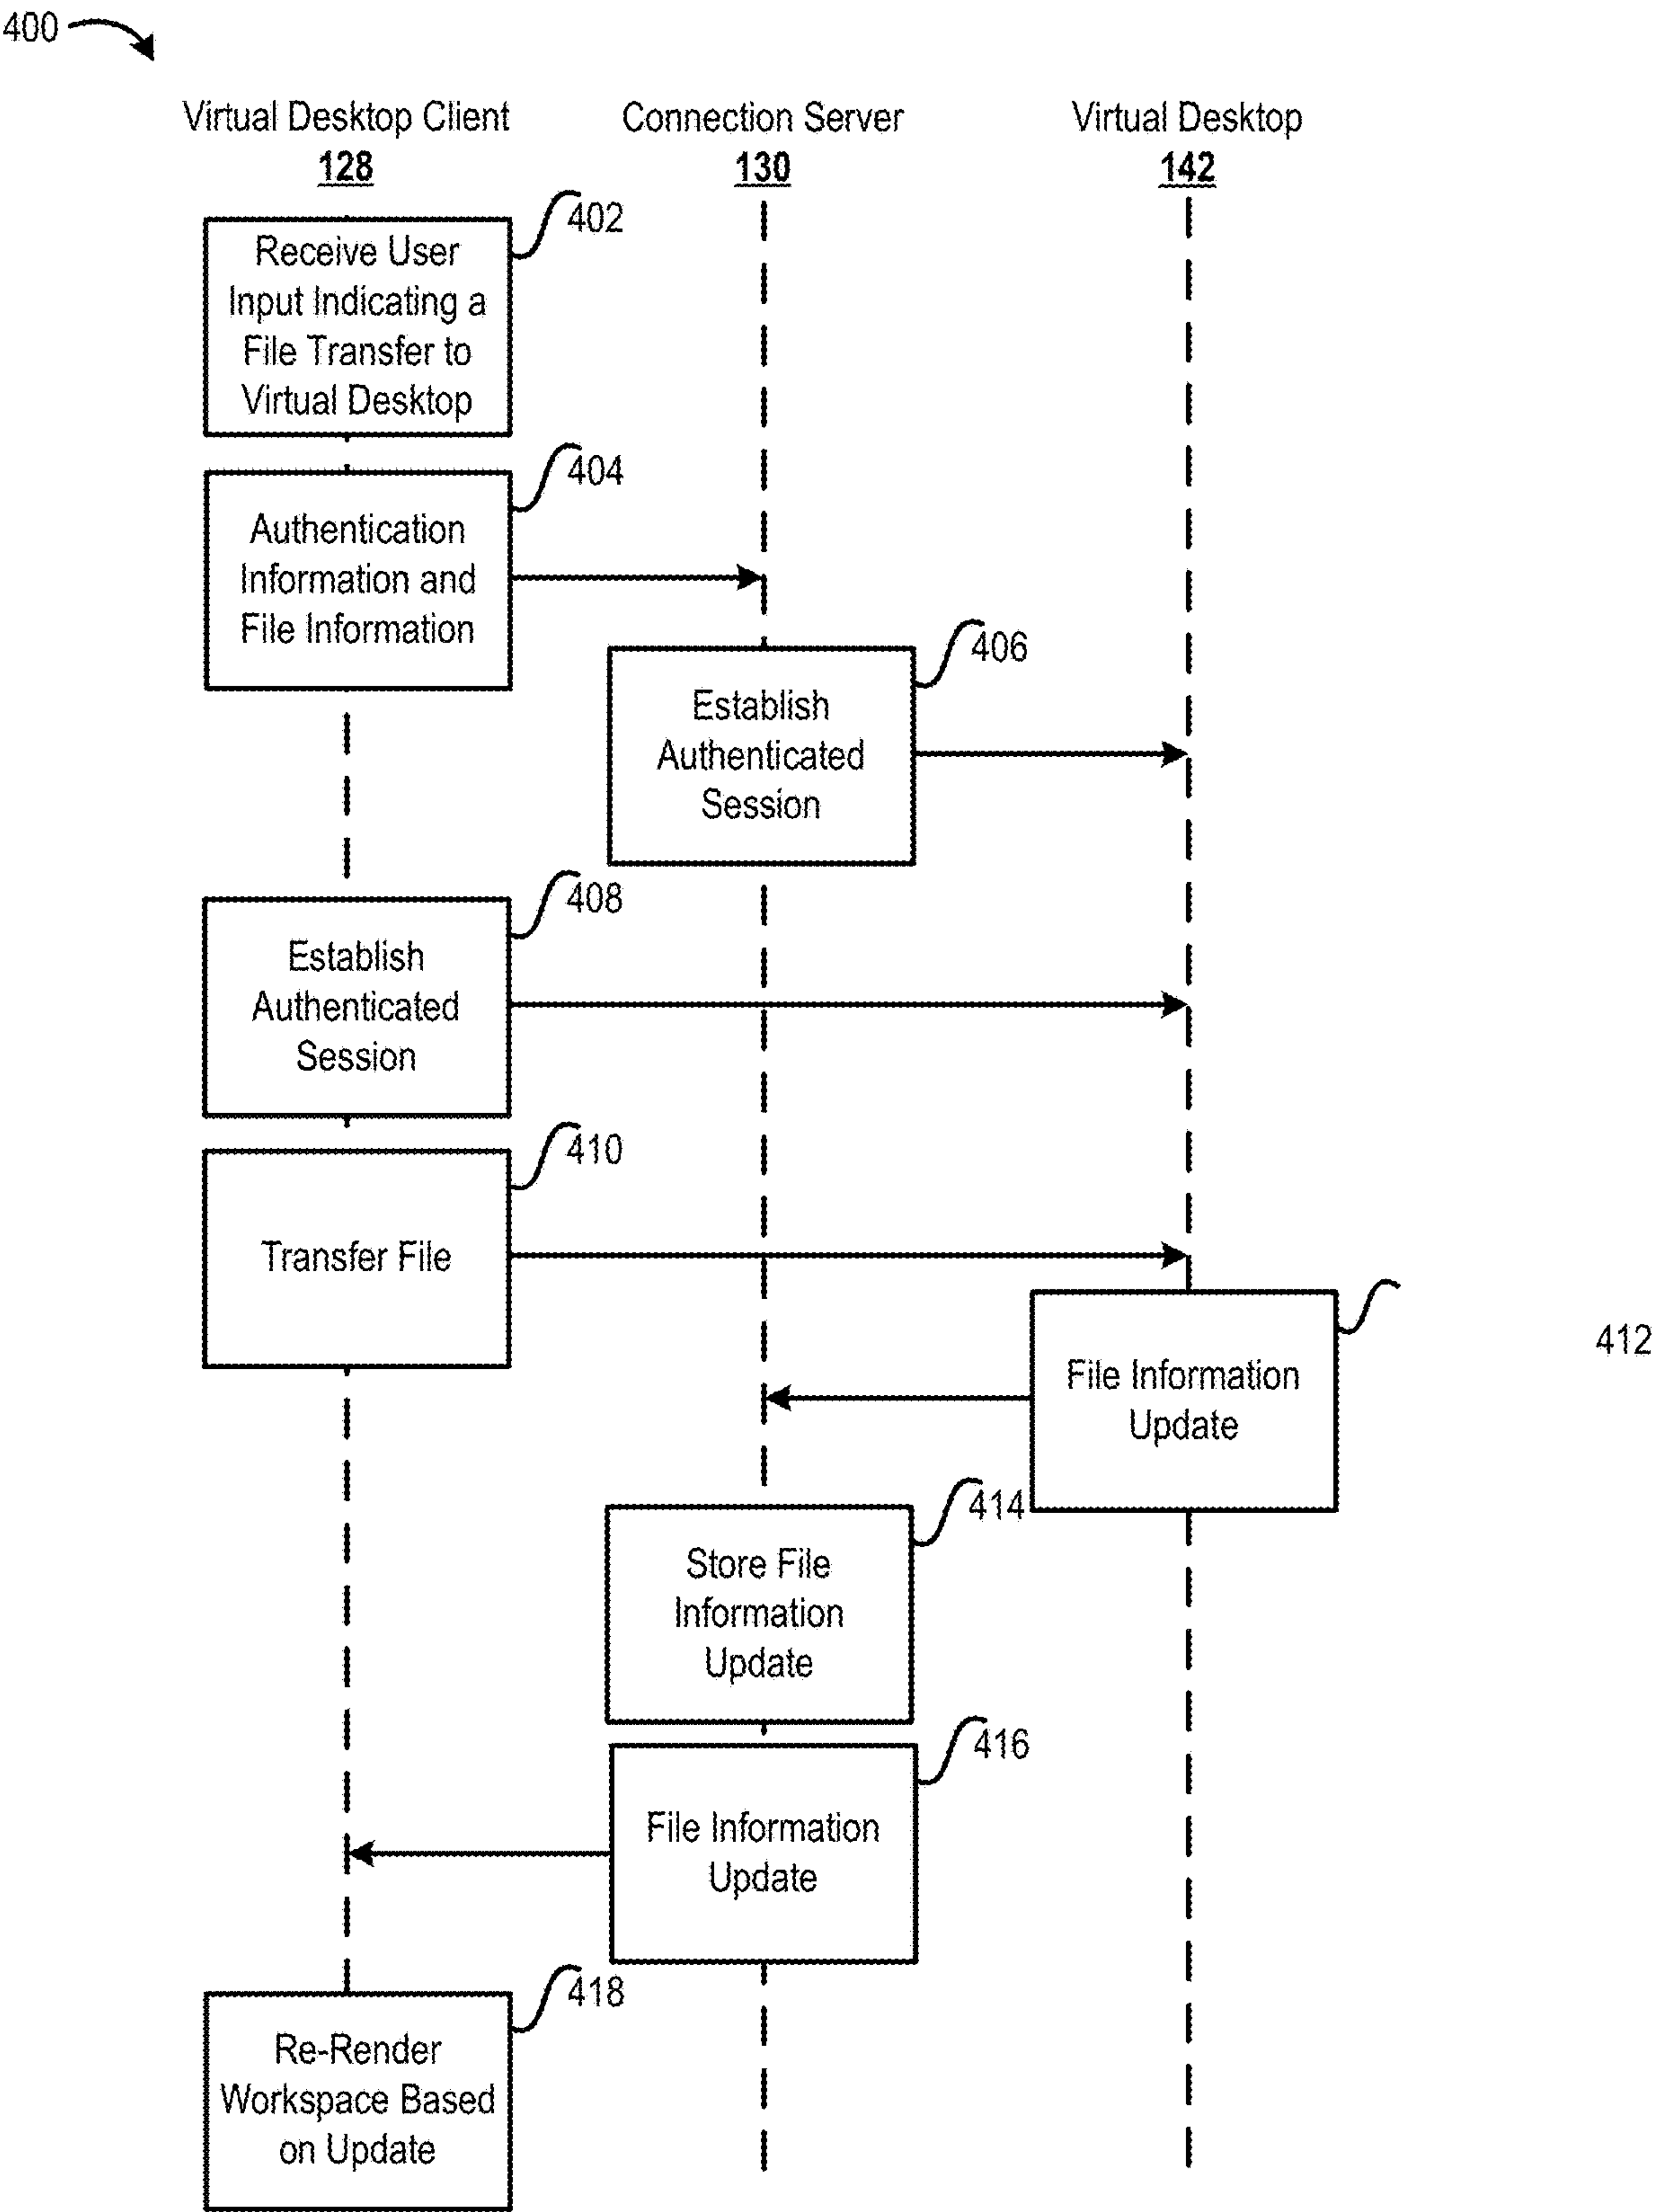 400
Virtual Desktop Client
128
Connection Server
130
Virtual Desktop
142
402
Receive User
Input Indicating a
File Transfer to
Virtual Desktop
404
Authentication
Information and
File Information
406
Establish
Authenticated
Session
408
Establish
Authenticated
Session
410
Transfer File
412
File Information
Update
414
Store File
Information
Update
416
File Information
Update
418
Re-Render
Workspace Based
on Update